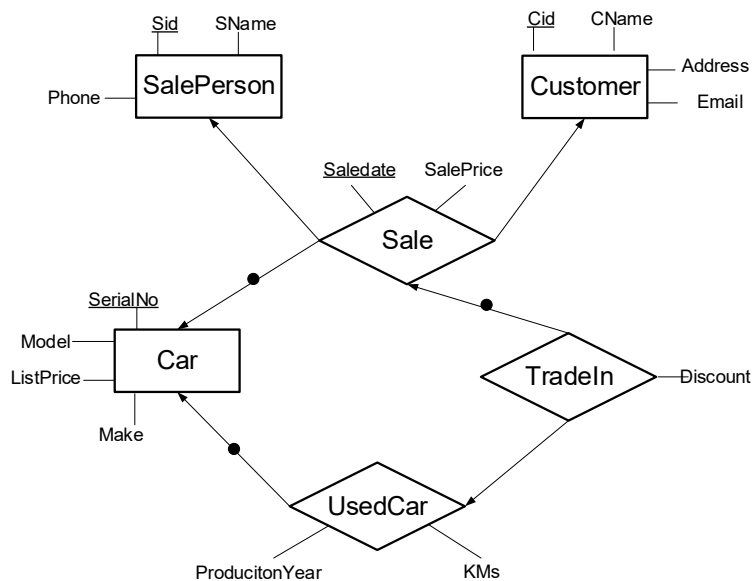 Sid
SName
SalePerson
Phone
Cid
CName
Customer
Address
Email
Saledate
SalePrice
Sale
SerialNo
Model
Car
ListPrice
Make
TradeIn
Discount
UsedCar
ProducitonYear
KMs